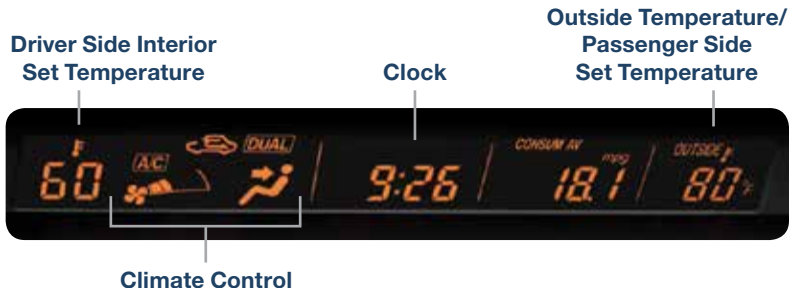 Driver Side Interior
Set Temperature
Clock
Outside Temperature/
Passenger Side
Set Temperature
60
A/C
DUAL
9:26
CONSUM AV
18.1 mpg
OUTSIDE
80°F
Climate Control